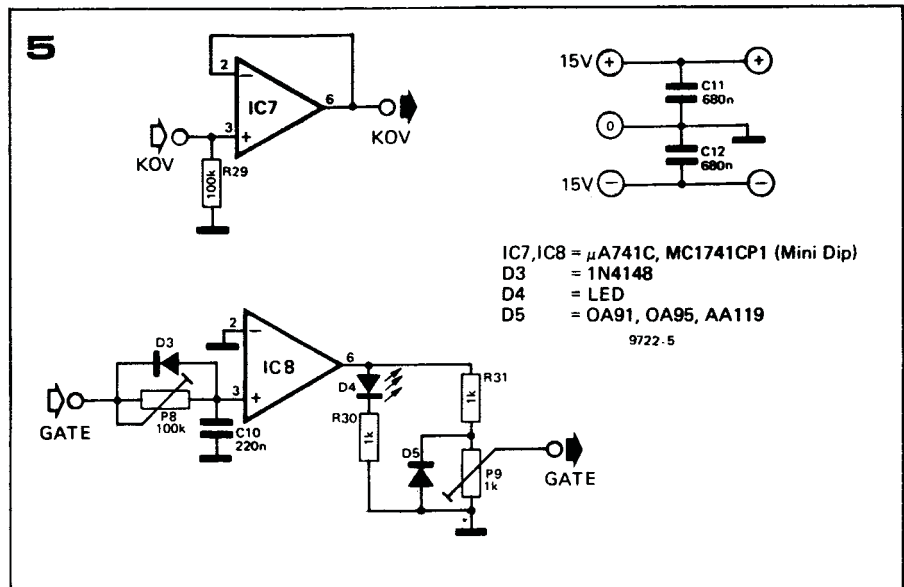 5
2
IC7
6
3
+
KOV
KOV
R29
100k
15V + +
C11
680n
0
C12
680n
15V − −
IC7,IC8 = μA741C, MC1741CP1 (Mini Dip)
D3 = 1N4148
D4 = LED
D5 = OA91, OA95, AA119
9722-5
D3
2
IC8
6
3
+
P8
100k
GATE
C10
220n
D4
R30
1k
R31
1k
D5
P9
1k
GATE